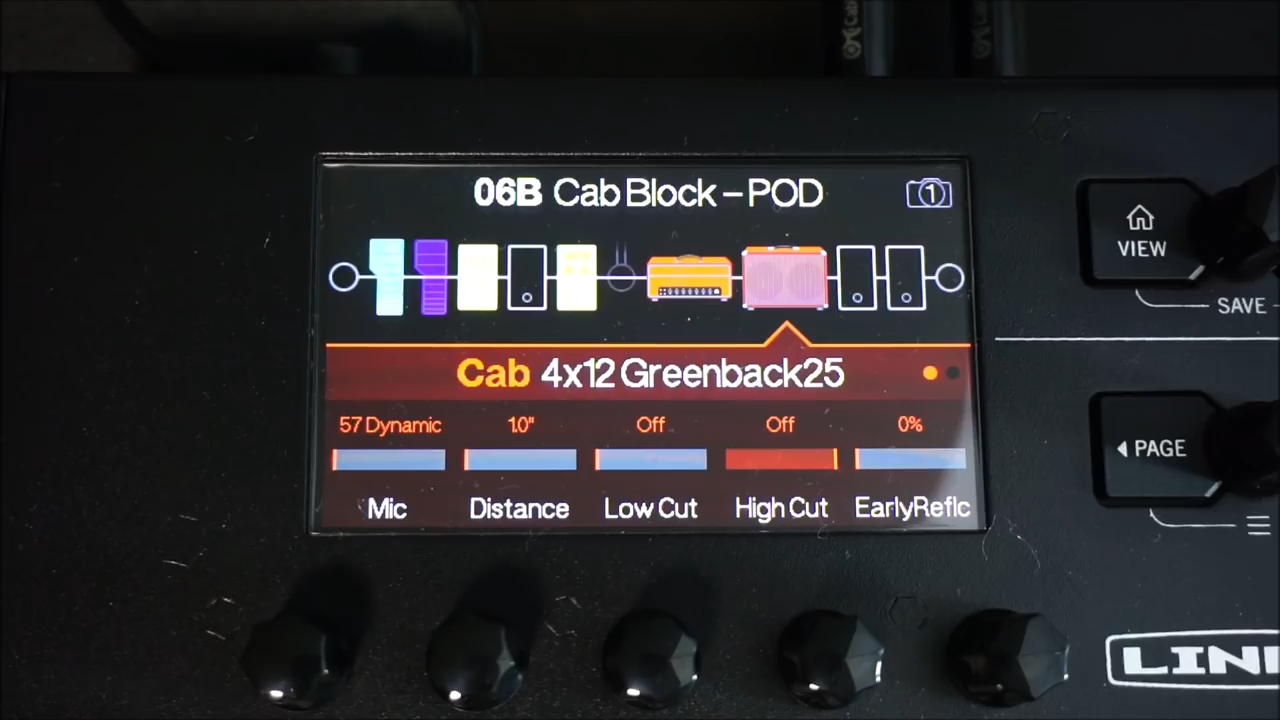 06B Cab Block – POD
1
Cab 4x12 Greenback25
57 Dynamic 1.0" Off Off 0%
Mic Distance Low Cut High Cut EarlyReflc
VIEW
SAVE
PAGE
Cab